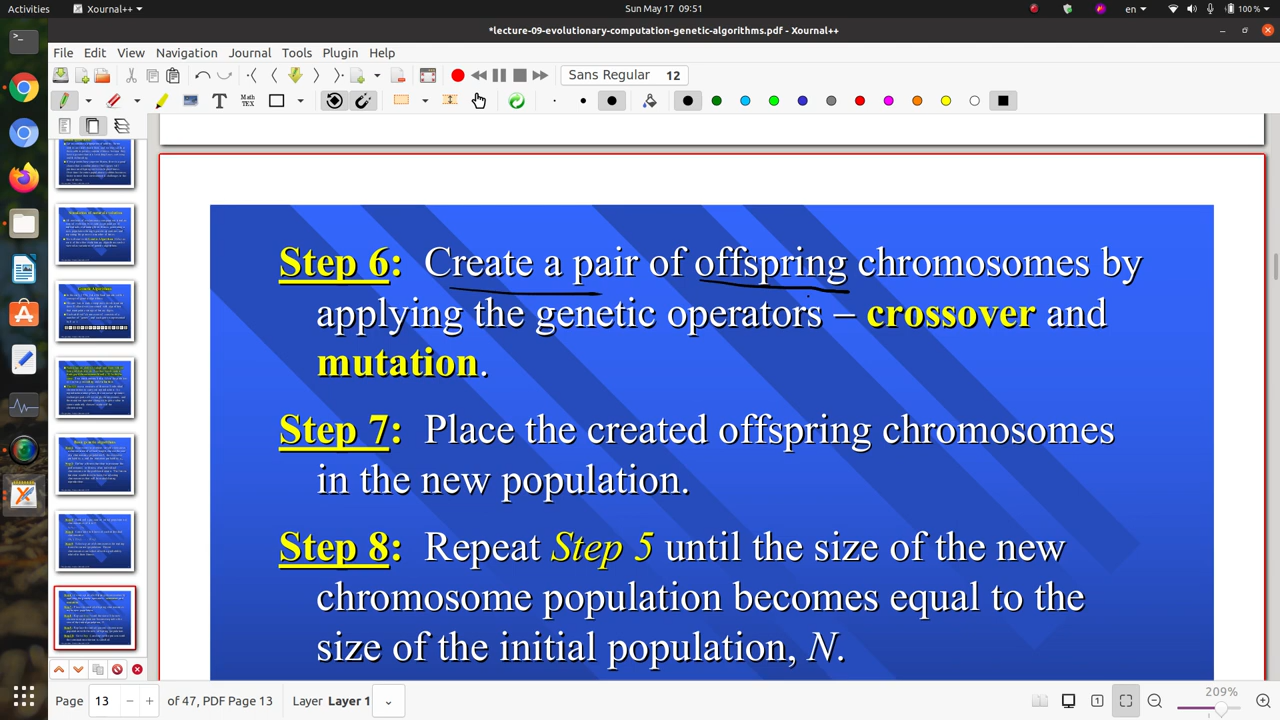 Activities Xournal++ Sun May 17 09:51 en 100%
*lecture-09-evolutionary-computation-genetic-algorithms.pdf - Xournal++
File Edit View Navigation Journal Tools Plugin Help
Sans Regular 12
Step 6: Create a pair of offspring chromosomes by
applying the genetic operators – crossover and
mutation.
Step 7: Place the created offspring chromosomes
in the new population.
Step 8: Repeat Step 5 until the size of the new
chromosome population becomes equal to the
size of the initial population, N.
Page 13 of 47, PDF Page 13 Layer Layer 1 209%